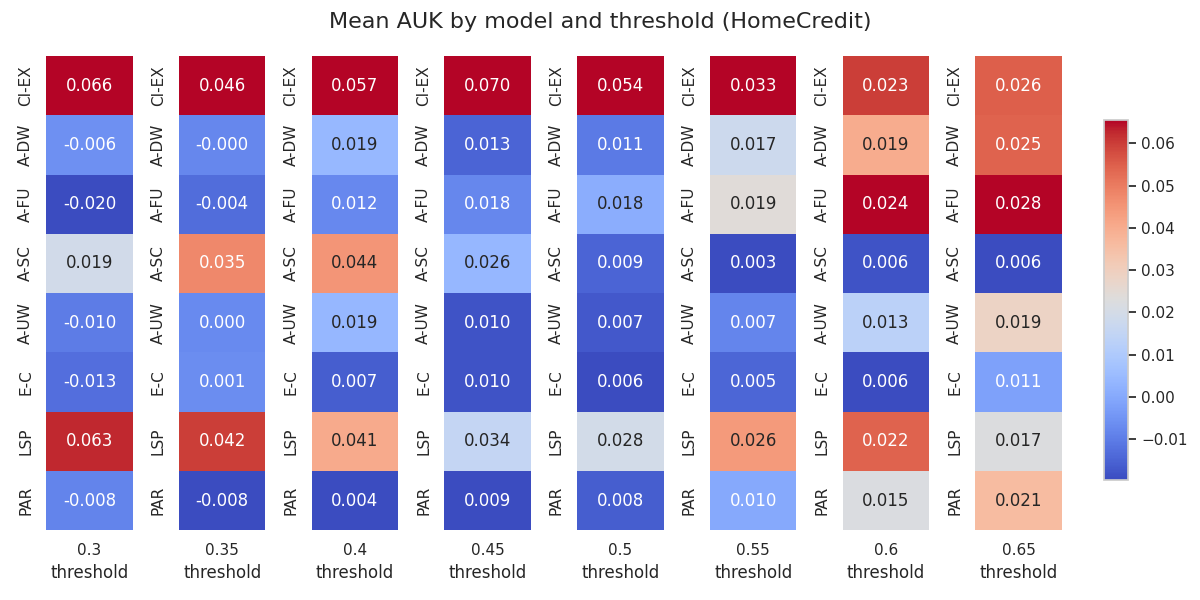 Mean AUK by model and threshold (HomeCredit)
CI-EX 0.066 CI-EX 0.046 CI-EX 0.057 CI-EX 0.070 CI-EX 0.054 CI-EX 0.033 CI-EX 0.023 CI-EX 0.026
A-DW -0.006 A-DW -0.000 A-DW 0.019 A-DW 0.013 A-DW 0.011 A-DW 0.017 A-DW 0.019 A-DW 0.025
A-FU -0.020 A-FU -0.004 A-FU 0.012 A-FU 0.018 A-FU 0.018 A-FU 0.019 A-FU 0.024 A-FU 0.028
A-SC 0.019 A-SC 0.035 A-SC 0.044 A-SC 0.026 A-SC 0.009 A-SC 0.003 A-SC 0.006 A-SC 0.006
A-UW -0.010 A-UW 0.000 A-UW 0.019 A-UW 0.010 A-UW 0.007 A-UW 0.007 A-UW 0.013 A-UW 0.019
E-C -0.013 E-C 0.001 E-C 0.007 E-C 0.010 E-C 0.006 E-C 0.005 E-C 0.006 E-C 0.011
LSP 0.063 LSP 0.042 LSP 0.041 LSP 0.034 LSP 0.028 LSP 0.026 LSP 0.022 LSP 0.017
PAR -0.008 PAR -0.008 PAR 0.004 PAR 0.009 PAR 0.008 PAR 0.010 PAR 0.015 PAR 0.021
0.3 0.35 0.4 0.45 0.5 0.55 0.6 0.65
threshold threshold threshold threshold threshold threshold threshold threshold
0.06
0.05
0.04
0.03
0.02
0.01
0.00
−0.01